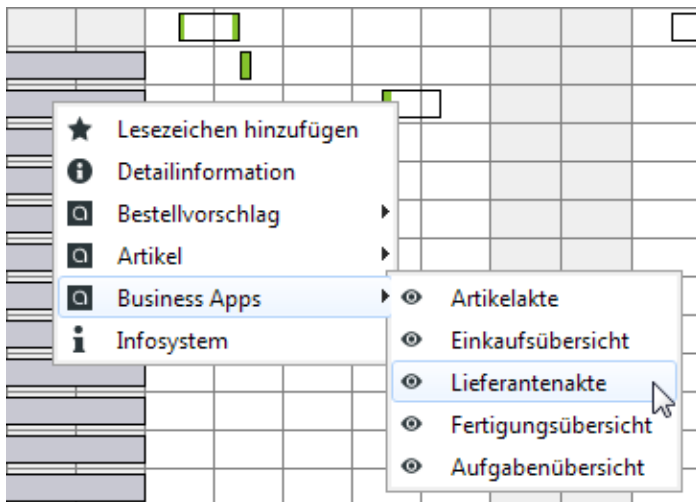 Lesezeichen hinzufügen
Detailinformation
Bestellvorschlag
Artikel
Business Apps
Infosystem
Artikelakte
Einkaufsübersicht
Lieferantenakte
Fertigungsübersicht
Aufgabenübersicht